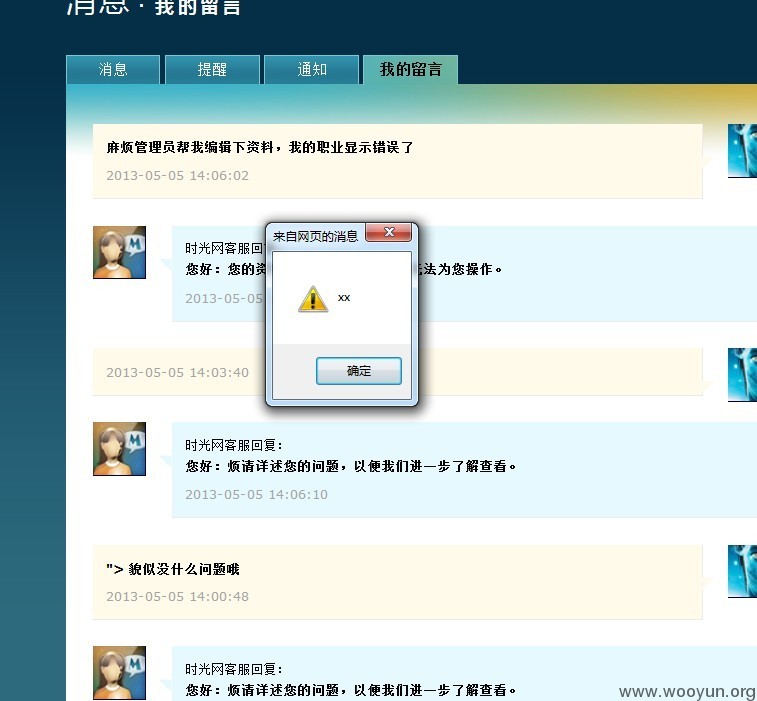 消息 · 我的留言
消息 提醒 通知 我的留言
麻烦管理员帮我编辑下资料，我的职业显示错误了
2013-05-05 14:06:02
来自网页的消息
xx
确定
时光网客服回
您好：您的资 法为您操作。
2013-05-05
2013-05-05 14:03:40
时光网客服回复：
您好：烦请详述您的问题，以便我们进一步了解查看。
2013-05-05 14:06:10
"> 貌似没什么问题哦
2013-05-05 14:00:48
时光网客服回复：
您好：烦请详述您的问题，以便我们进一步了解查看。
www.wooyun.org